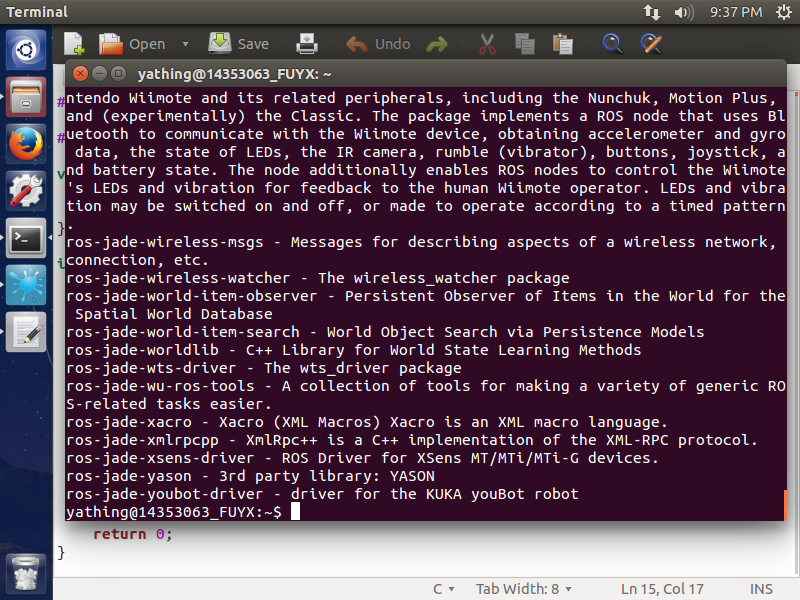 Terminal
9:37 PM
Open
Save
Undo
yathing@14353063_FUYX: ~
#
#
v
}
i
ntendo Wiimote and its related peripherals, including the Nunchuk, Motion Plus,
and (experimentally) the Classic. The package implements a ROS node that uses Bl
uetooth to communicate with the Wiimote device, obtaining accelerometer and gyro
data, the state of LEDs, the IR camera, rumble (vibrator), buttons, joystick, a
nd battery state. The node additionally enables ROS nodes to control the Wiimote
's LEDs and vibration for feedback to the human Wiimote operator. LEDs and vibra
tion may be switched on and off, or made to operate according to a timed pattern
.
ros-jade-wireless-msgs - Messages for describing aspects of a wireless network,
connection, etc.
ros-jade-wireless-watcher - The wireless_watcher package
ros-jade-world-item-observer - Persistent Observer of Items in the World for the
Spatial World Database
ros-jade-world-item-search - World Object Search via Persistence Models
ros-jade-worldlib - C++ Library for World State Learning Methods
ros-jade-wts-driver - The wts_driver package
ros-jade-wu-ros-tools - A collection of tools for making a variety of generic RO
S-related tasks easier.
ros-jade-xacro - Xacro (XML Macros) Xacro is an XML macro language.
ros-jade-xmlrpcpp - XmlRpc++ is a C++ implementation of the XML-RPC protocol.
ros-jade-xsens-driver - ROS Driver for XSens MT/MTi/MTi-G devices.
ros-jade-yason - 3rd party library: YASON
ros-jade-youbot-driver - driver for the KUKA youBot robot
yathing@14353063_FUYX:~$
return 0;
}
C
Tab Width: 8
Ln 15, Col 17
INS